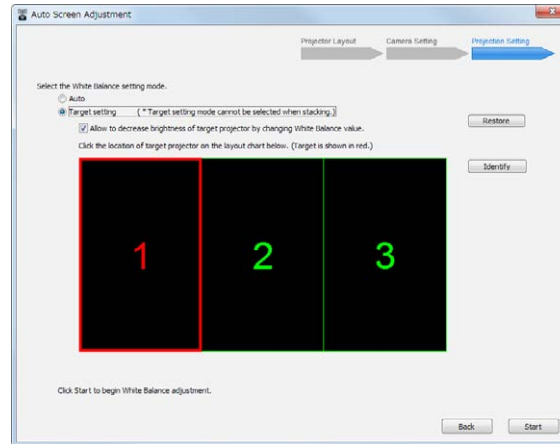 Auto Screen Adjustment
Projector Layout Camera Setting Projection Setting
Select the White Balance setting mode.
Auto
Target setting ( * Target setting mode cannot be selected when stacking.)
Restore
Allow to decrease brightness of target projector by changing White Balance value.
Click the location of target projector on the layout chart below. (Target is shown in red.)
Identify
1 2 3
Click Start to begin White Balance adjustment.
Back Start